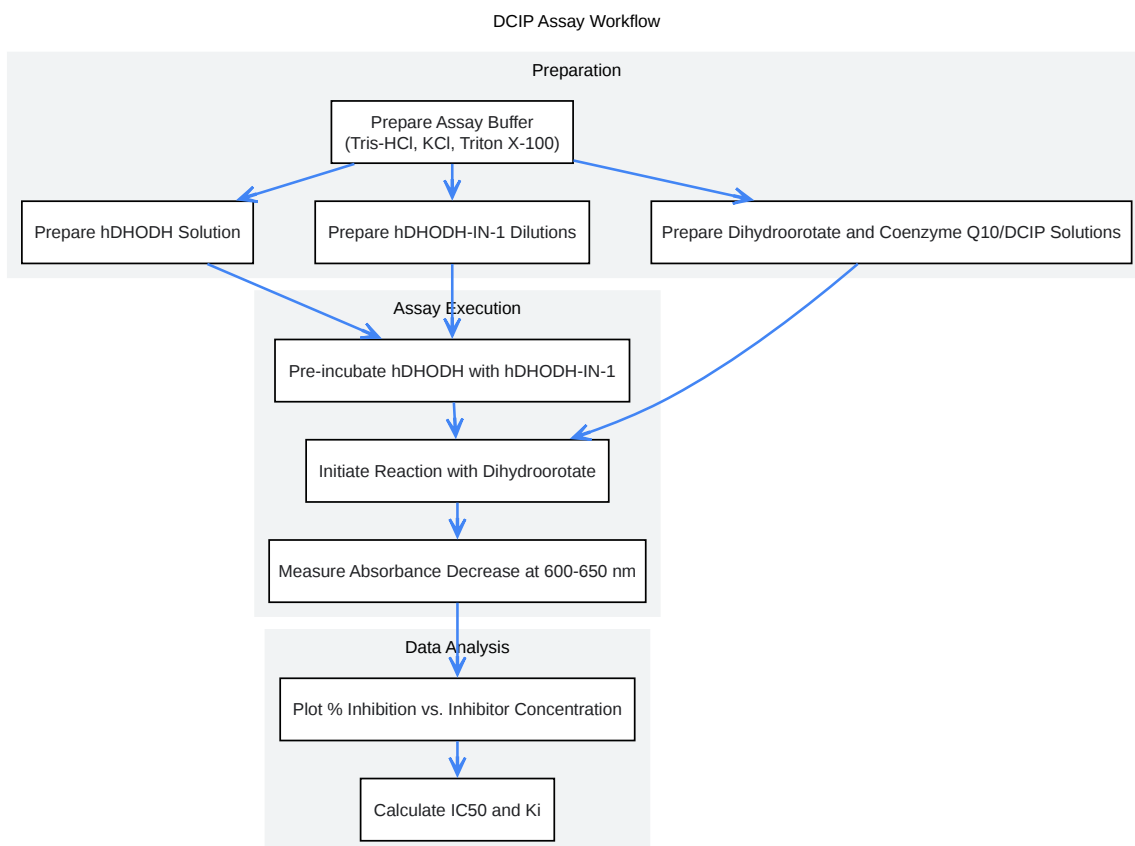 DCIP Assay Workflow
Preparation
Prepare Assay Buffer
(Tris-HCl, KCl, Triton X-100)
Prepare hDHODH Solution
Prepare hDHODH-IN-1 Dilutions
Prepare Dihydroorotate and Coenzyme Q10/DCIP Solutions
Assay Execution
Pre-incubate hDHODH with hDHODH-IN-1
Initiate Reaction with Dihydroorotate
Measure Absorbance Decrease at 600-650 nm
Data Analysis
Plot % Inhibition vs. Inhibitor Concentration
Calculate IC50 and Ki